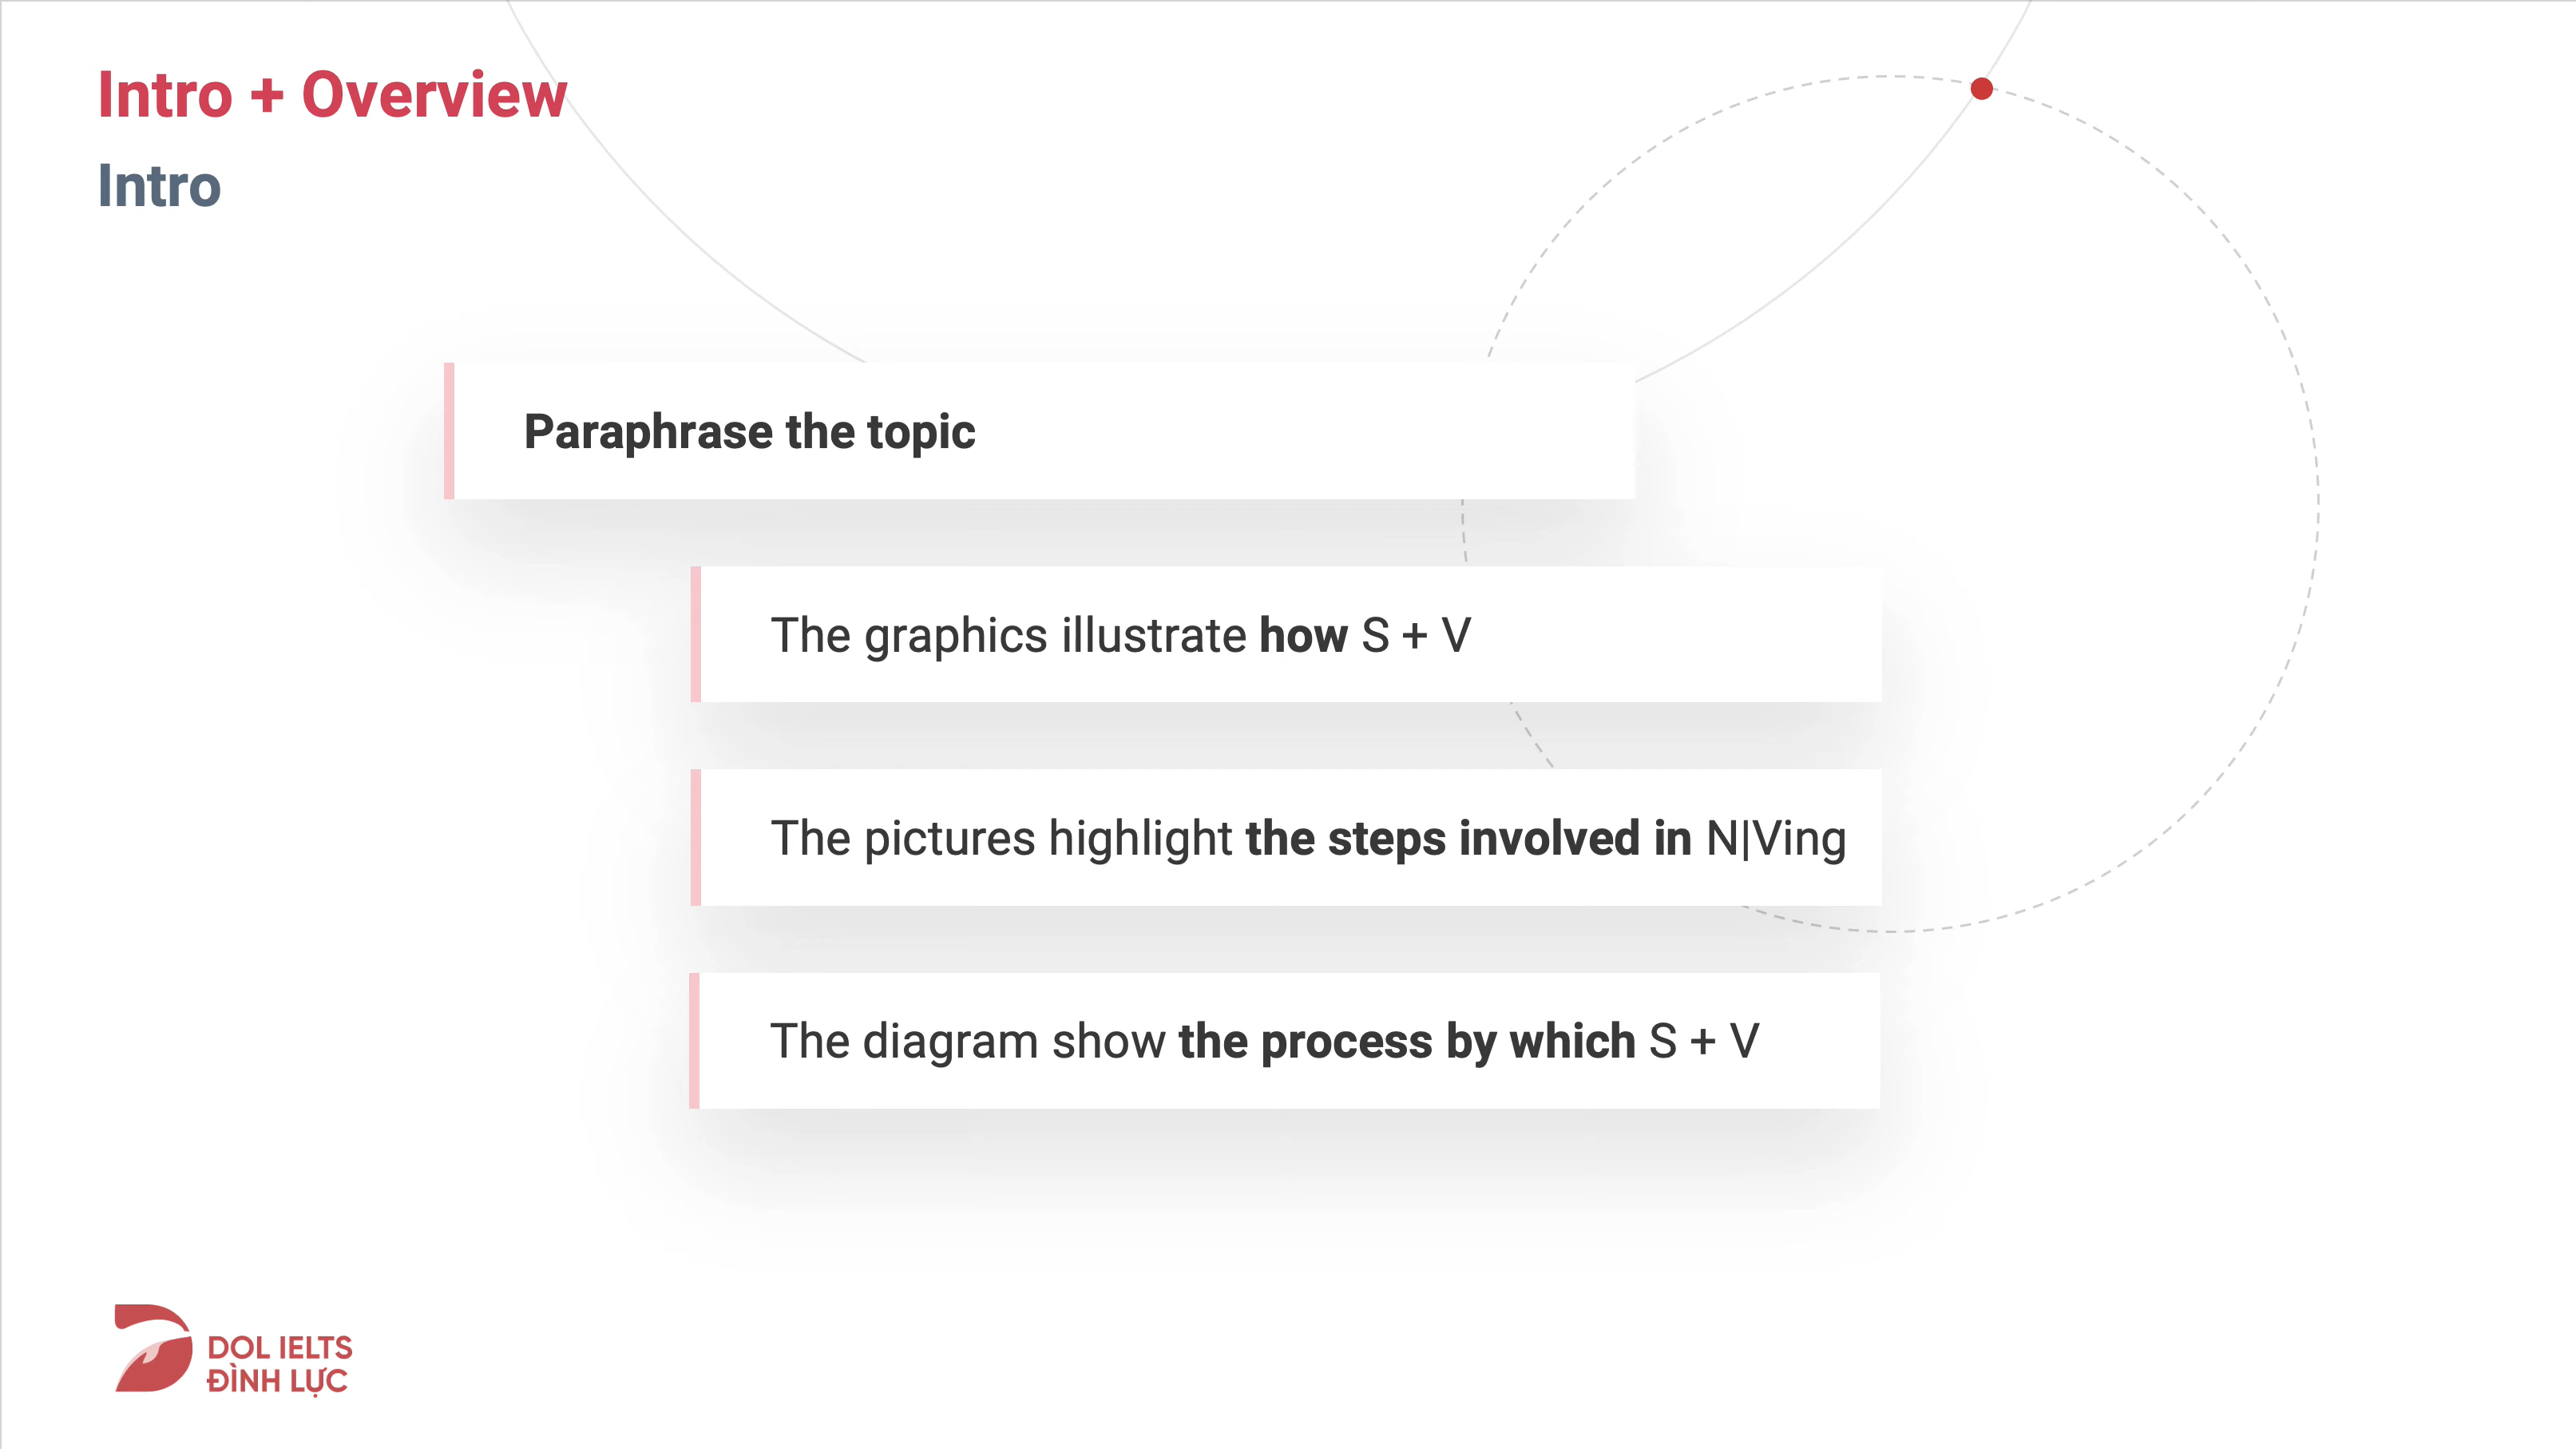 Intro + Overview
Intro
Paraphrase the topic
The graphics illustrate how S + V
The pictures highlight the steps involved in N|Ving
The diagram show the process by which S + V
DOL IELTS
ĐÌNH LỰC